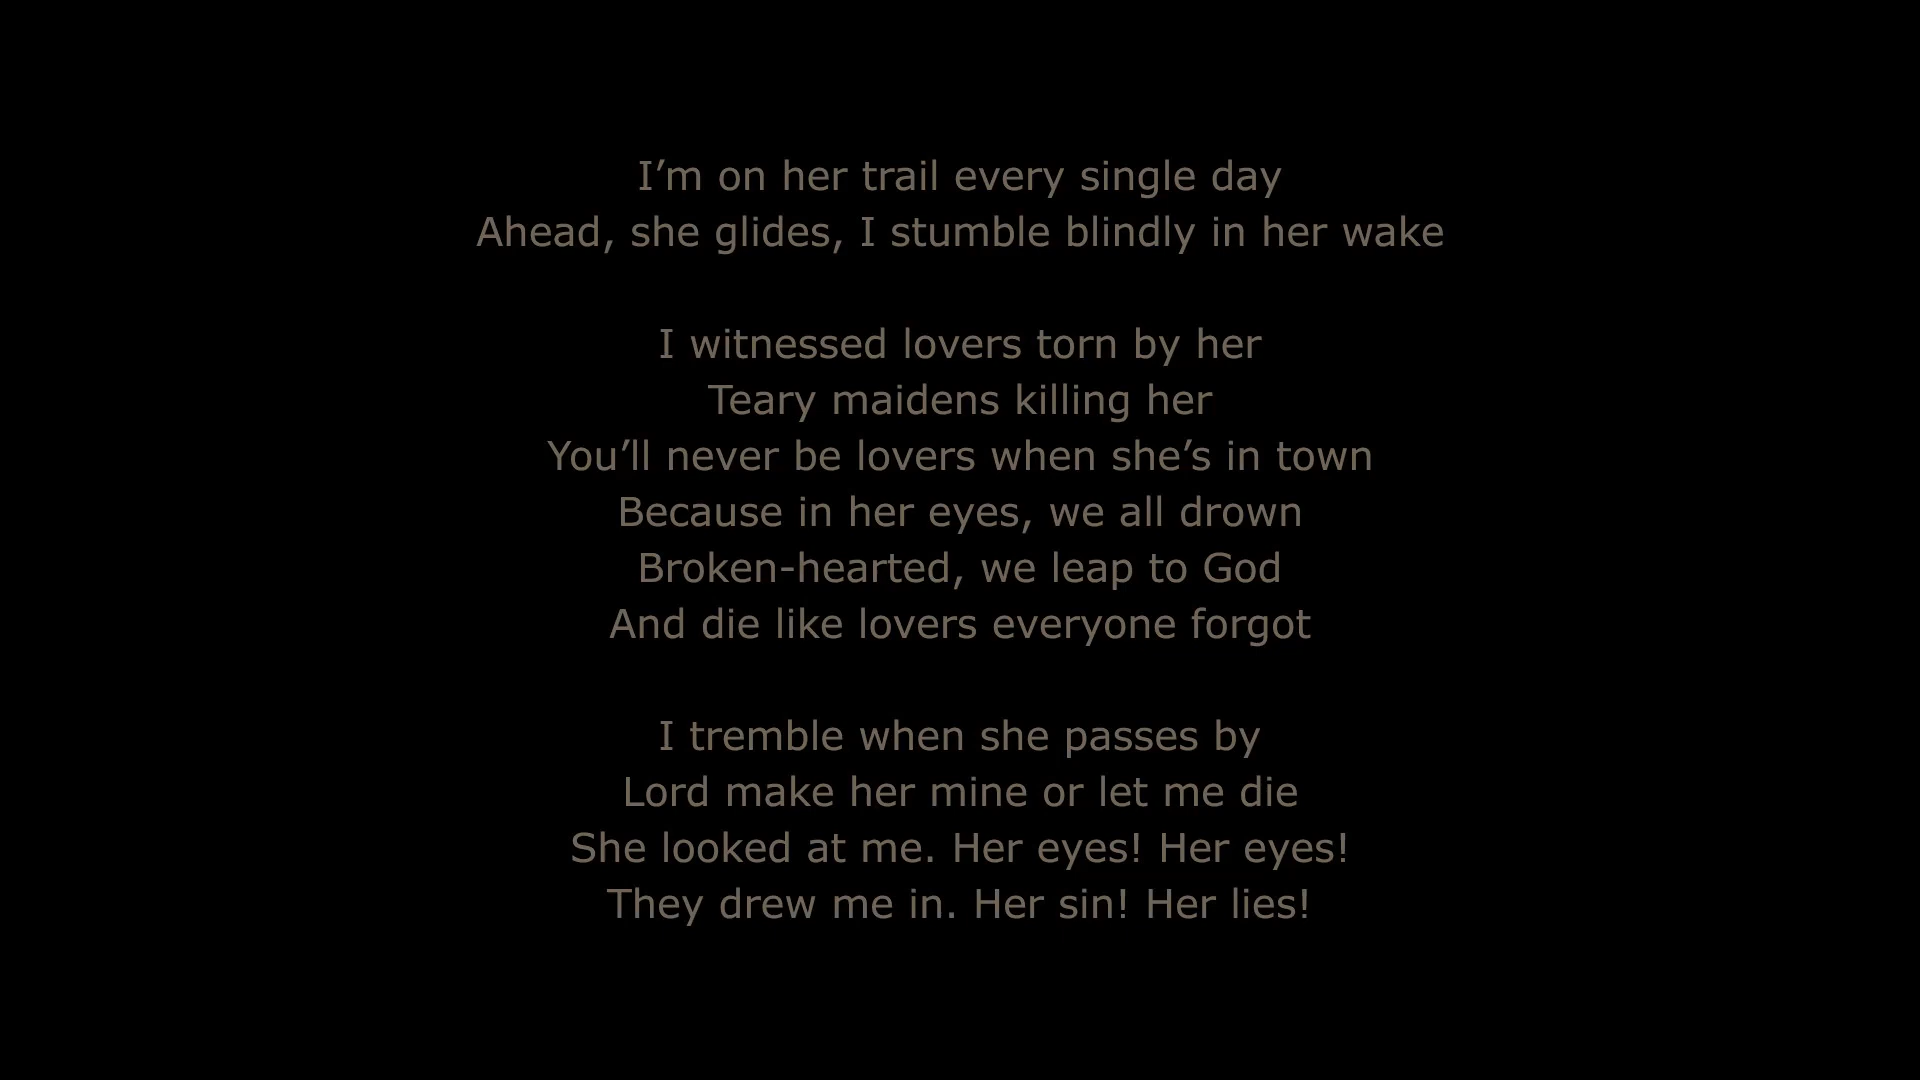 I’m on her trail every single day
Ahead, she glides, I stumble blindly in her wake
I witnessed lovers torn by her
Teary maidens killing her
You’ll never be lovers when she’s in town
Because in her eyes, we all drown
Broken-hearted, we leap to God
And die like lovers everyone forgot
I tremble when she passes by
Lord make her mine or let me die
She looked at me. Her eyes! Her eyes!
They drew me in. Her sin! Her lies!